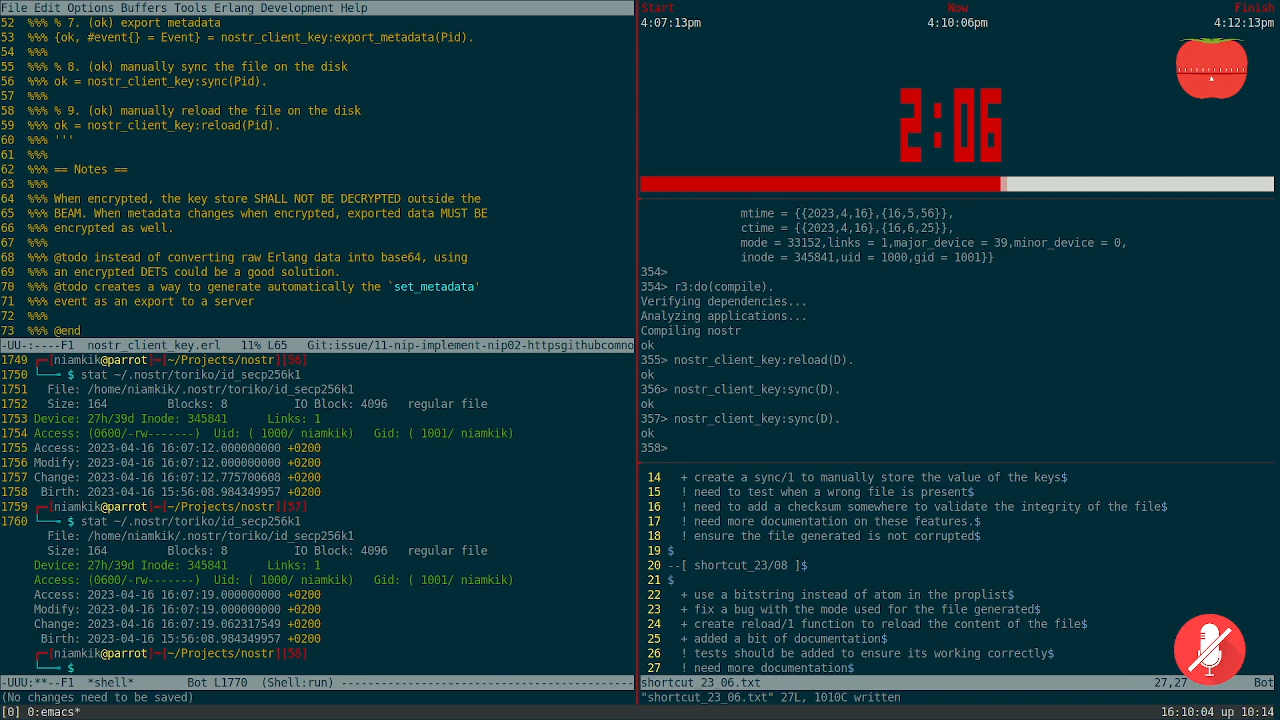 File Edit Options Buffers Tools Erlang Development Help
52  %%% % 7. (ok) export metadata
53  %%% {ok, #event{} = Event} = nostr_client_key:export_metadata(Pid).
54  %%%
55  %%% % 8. (ok) manually sync the file on the disk
56  %%% ok = nostr_client_key:sync(Pid).
57  %%%
58  %%% % 9. (ok) manually reload the file on the disk
59  %%% ok = nostr_client_key:reload(Pid).
60  %%% '''
61  %%%
62  %%% == Notes ==
63  %%%
64  %%% When encrypted, the key store SHALL NOT BE DECRYPTED outside the
65  %%% BEAM. When metadata changes when encrypted, exported data MUST BE
66  %%% encrypted as well.
67  %%%
68  %%% @todo instead of converting raw Erlang data into base64, using
69  %%% an encrypted DETS could be a good solution.
70  %%% @todo creates a way to generate automatically the `set_metadata'
71  %%% event as an export to a server
72  %%%
73  %%% @end
-UU-:----F1  nostr_client_key.erl   11% L65   Git:issue/11-nip-implement-nip02-httpsgithubcomno
1749 ┌─[niamkik@parrot]─[~/Projects/nostr][56]
1750 └──╼ $ stat ~/.nostr/toriko/id_secp256k1
1751   File: /home/niamkik/.nostr/toriko/id_secp256k1
1752   Size: 164        Blocks: 8          IO Block: 4096   regular file
1753 Device: 27h/39d Inode: 345841      Links: 1
1754 Access: (0600/-rw-------)  Uid: ( 1000/ niamkik)   Gid: ( 1001/ niamkik)
1755 Access: 2023-04-16 16:07:12.000000000 +0200
1756 Modify: 2023-04-16 16:07:12.000000000 +0200
1757 Change: 2023-04-16 16:07:12.775700608 +0200
1758  Birth: 2023-04-16 15:56:08.984349957 +0200
1759 ┌─[niamkik@parrot]─[~/Projects/nostr][57]
1760 └──╼ $ stat ~/.nostr/toriko/id_secp256k1
File: /home/niamkik/.nostr/toriko/id_secp256k1
Size: 164        Blocks: 8          IO Block: 4096   regular file
Device: 27h/39d Inode: 345841      Links: 1
Access: (0600/-rw-------)  Uid: ( 1000/ niamkik)   Gid: ( 1001/ niamkik)
Access: 2023-04-16 16:07:19.000000000 +0200
Modify: 2023-04-16 16:07:19.000000000 +0200
Change: 2023-04-16 16:07:19.062317549 +0200
Birth: 2023-04-16 15:56:08.984349957 +0200
┌─[niamkik@parrot]─[~/Projects/nostr][58]
└──╼ $
-UUU:**--F1  *shell*      Bot L1770  (Shell:run) --------------------------------------------
(No changes need to be saved)
Start Now Finish
4:07:13pm 4:10:06pm 4:12:13pm
2:06
mtime = {{2023,4,16},{16,5,56}},
ctime = {{2023,4,16},{16,6,25}},
mode = 33152,links = 1,major_device = 39,minor_device = 0,
inode = 345841,uid = 1000,gid = 1001}}
354>
354> r3:do(compile).
Verifying dependencies...
Analyzing applications...
Compiling nostr
ok
355> nostr_client_key:reload(D).
ok
356> nostr_client_key:sync(D).
ok
357> nostr_client_key:sync(D).
ok
358>
14   + create a sync/1 to manually store the value of the keys$
15   ! need to test when a wrong file is present$
16   ! need to add a checksum somewhere to validate the integrity of the file$
17   ! need more documentation on these features.$
18   ! ensure the file generated is not corrupted$
19 $
20 --[ shortcut_23/08 ]$
21 $
22   + use a bitstring instead of atom in the proplist$
23   + fix a bug with the mode used for the file generated$
24   + create reload/1 function to reload the content of the file$
25   + added a bit of documentation$
26   ! tests should be added to ensure its working correctly$
27   ! need more documentation$
shortcut_23_06.txt 27,27 Bot
"shortcut_23_06.txt" 27L, 1010C written
[0] 0:emacs* 16:10:04 up 10:14